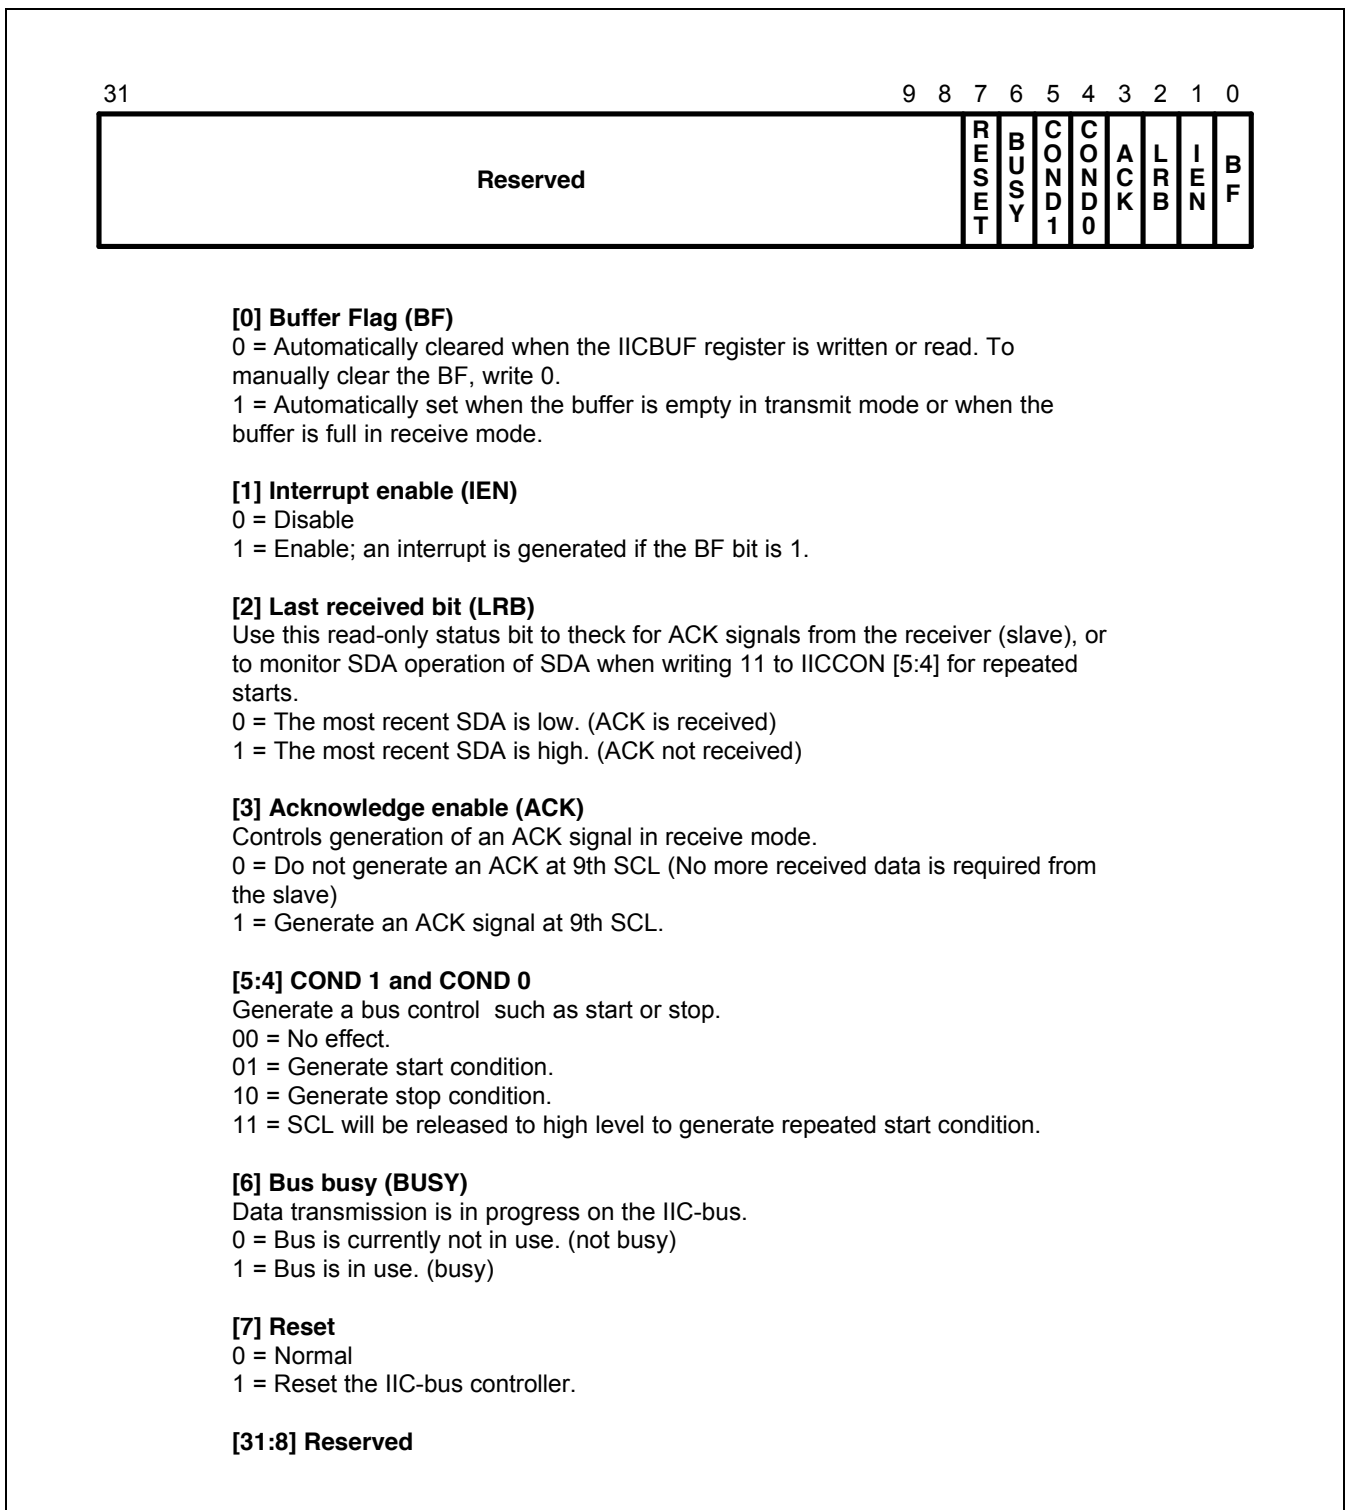 31 9 8 7 6 5 4 3 2 1 0
Reserved RESET BUSY COND1 COND0 ACK LRB IEN BF
[0] Buffer Flag (BF)
0 = Automatically cleared when the IICBUF register is written or read. To
manually clear the BF, write 0.
1 = Automatically set when the buffer is empty in transmit mode or when the
buffer is full in receive mode.
[1] Interrupt enable (IEN)
0 = Disable
1 = Enable; an interrupt is generated if the BF bit is 1.
[2] Last received bit (LRB)
Use this read-only status bit to theck for ACK signals from the receiver (slave), or
to monitor SDA operation of SDA when writing 11 to IICCON [5:4] for repeated
starts.
0 = The most recent SDA is low. (ACK is received)
1 = The most recent SDA is high. (ACK not received)
[3] Acknowledge enable (ACK)
Controls generation of an ACK signal in receive mode.
0 = Do not generate an ACK at 9th SCL (No more received data is required from
the slave)
1 = Generate an ACK signal at 9th SCL.
[5:4] COND 1 and COND 0
Generate a bus control  such as start or stop.
00 = No effect.
01 = Generate start condition.
10 = Generate stop condition.
11 = SCL will be released to high level to generate repeated start condition.
[6] Bus busy (BUSY)
Data transmission is in progress on the IIC-bus.
0 = Bus is currently not in use. (not busy)
1 = Bus is in use. (busy)
[7] Reset
0 = Normal
1 = Reset the IIC-bus controller.
[31:8] Reserved